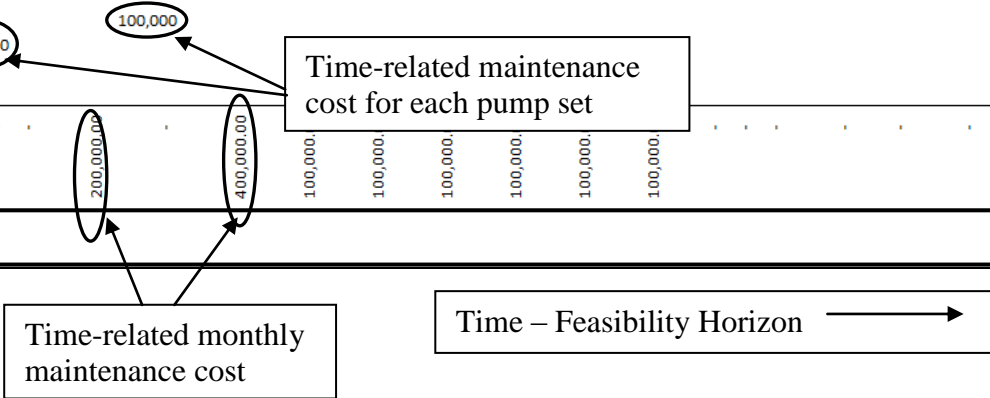 100,000
0
Time-related maintenance
cost for each pump set
200,000.00
400,000.00
100,000.
100,000.
100,000.
100,000.
100,000.
100,000.
Time – Feasibility Horizon
Time-related monthly
maintenance cost